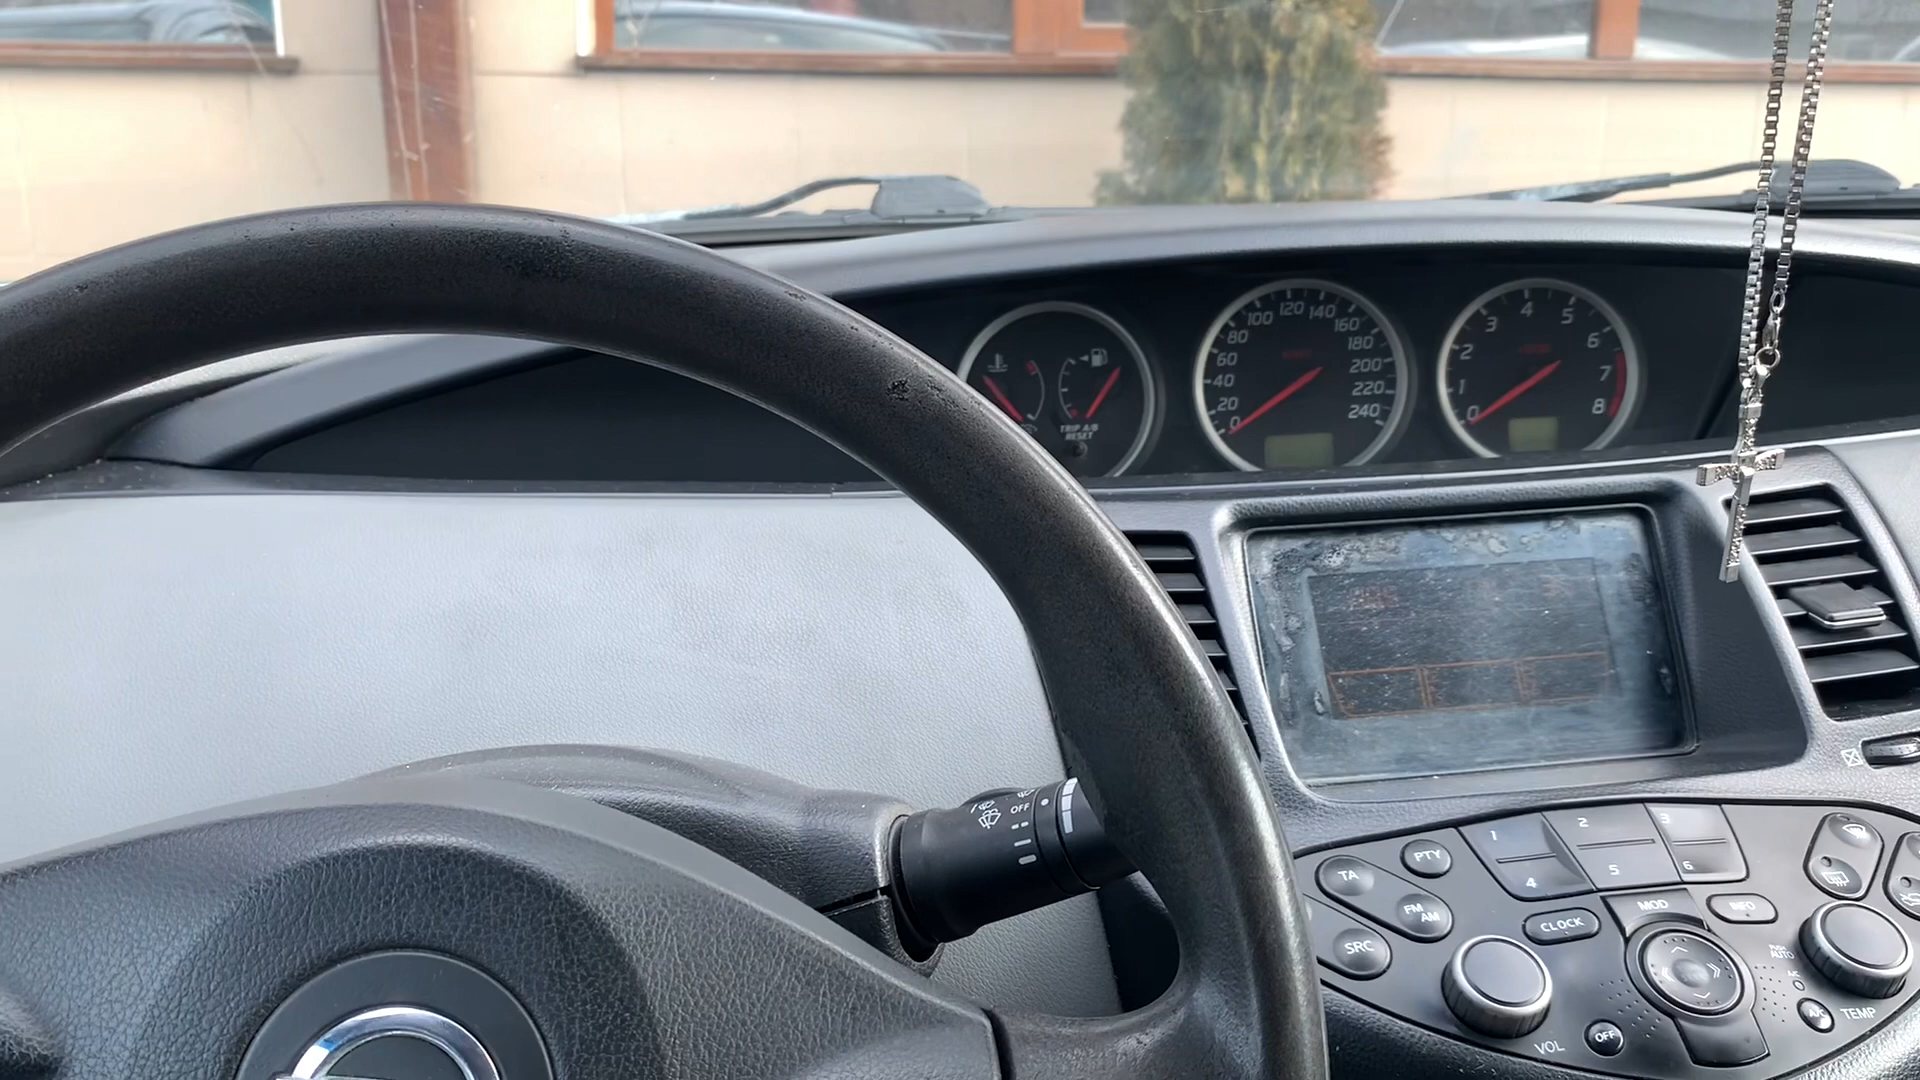 TRIP A/B
RESET
0
20
40
60
80
100
120
140
160
180
200
220
240
0
1
2
3
4
5
6
7
8
OFF
1
2
3
4
5
6
TA
PTY
FM
AM
SRC
CLOCK
MOD
INFO
PUSH
AUTO
A/C
A/C
TEMP
VOL
OFF